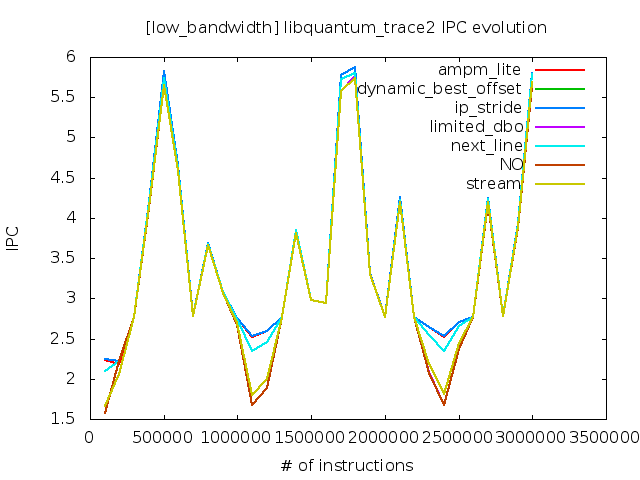 [low_bandwidth] libquantum_trace2 IPC evolution
6
5.5
5
4.5
4
3.5
3
2.5
2
1.5
IPC
ampm_lite
dynamic_best_offset
ip_stride
limited_dbo
next_line
NO
stream
0 500000 1000000 1500000 2000000 2500000 3000000 3500000
# of instructions